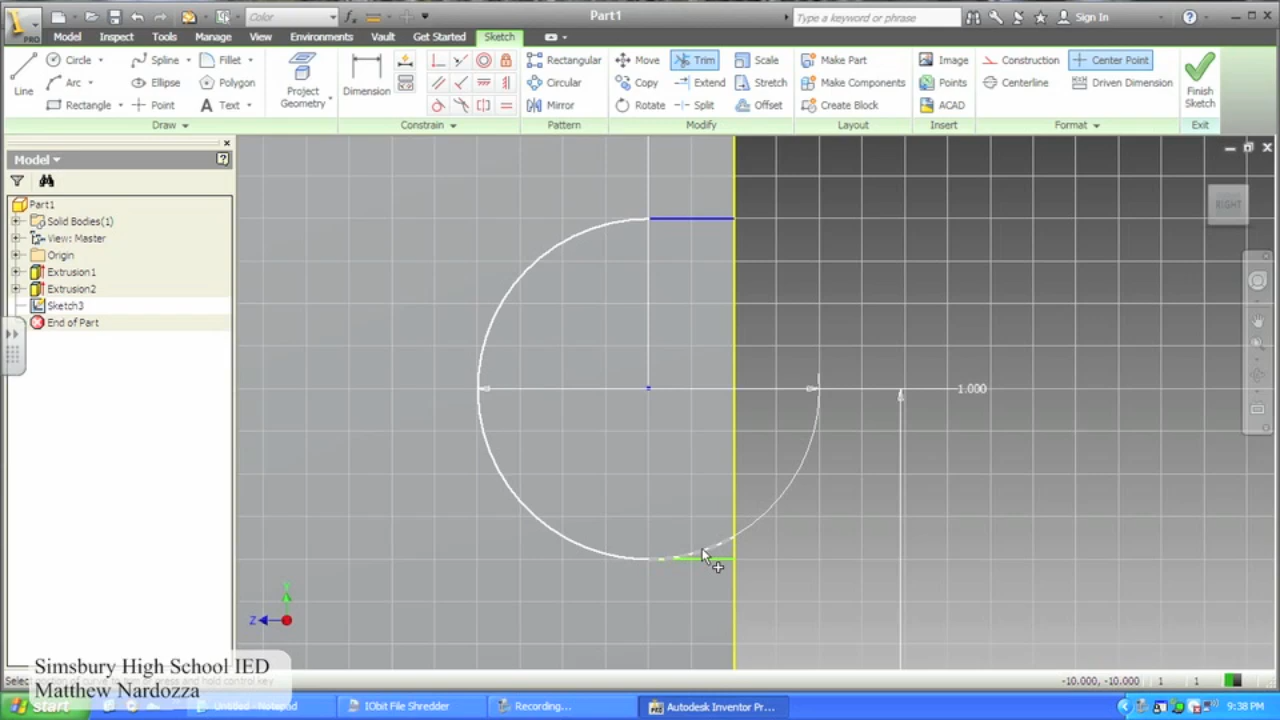 Color
Part1
Type a keyword or phrase
Sign In
PRO
Model Inspect Tools Manage View Environments Vault Get Started Sketch
Line
Circle
Arc
Rectangle
Spline
Ellipse
Point
Fillet
Polygon
Text
Project Geometry
Draw
Dimension
Constrain
Rectangular
Circular
Mirror
Pattern
Move
Copy
Rotate
Trim
Extend
Split
Scale
Stretch
Offset
Modify
Make Part
Make Components
Create Block
Layout
Image
Points
ACAD
Insert
Construction
Centerline
Center Point
Driven Dimension
Format
Finish Sketch
Exit
Model
Part1
Solid Bodies(1)
View: Master
Origin
Extrusion1
Extrusion2
Sketch3
End of Part
RIGHT
1.000
Y
Z
Simsbury High School IED
Matthew Nardozza
-10.000, -10.000 1 1
start
Untitled - Notepad
IObit File Shredder
Recording...
Autodesk Inventor Pr...
9:38 PM